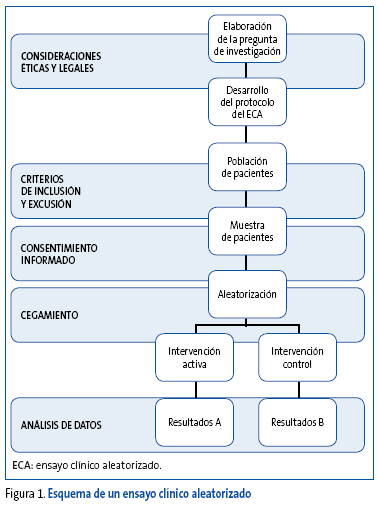 Elaboración
de la pregunta
de investigación
CONSIDERACIONES
ÉTICAS Y LEGALES
Desarrollo
del protocolo
del ECA
Población
de pacientes
CRITERIOS
DE INCLUSIÓN
Y EXCUSIÓN
Muestra
de pacientes
CONSENTIMIENTO
INFORMADO
Aleatorización
CEGAMIENTO
Intervención
activa
Intervención
control
ANÁLISIS DE DATOS
Resultados A
Resultados B
ECA: ensayo clínico aleatorizado.
Figura 1. Esquema de un ensayo clínico aleatorizado